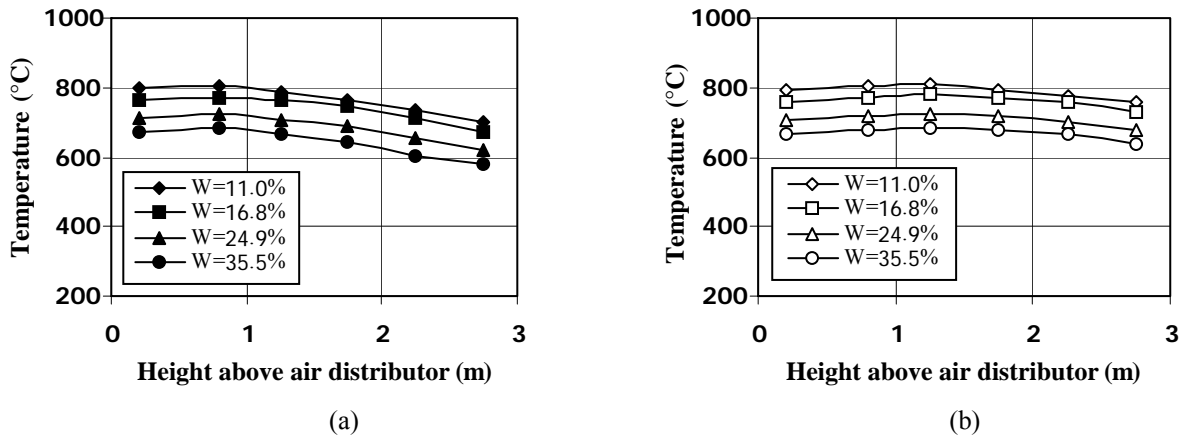 1000
800
600
400
200
Temperature (°C)
W=11.0%
W=16.8%
W=24.9%
W=35.5%
0 1 2 3
Height above air distributor (m)
(a)
1000
800
600
400
200
Temperature (°C)
W=11.0%
W=16.8%
W=24.9%
W=35.5%
0 1 2 3
Height above air distributor (m)
(b)